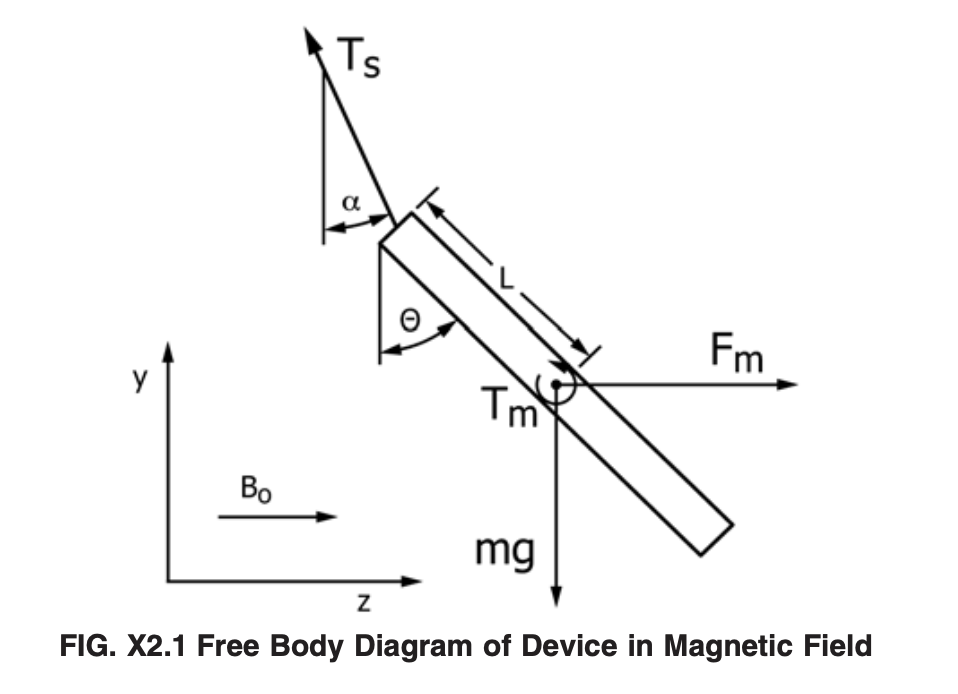 Ts
α
L
Θ
Fm
y
Tm
Bo
mg
z
FIG. X2.1 Free Body Diagram of Device in Magnetic Field